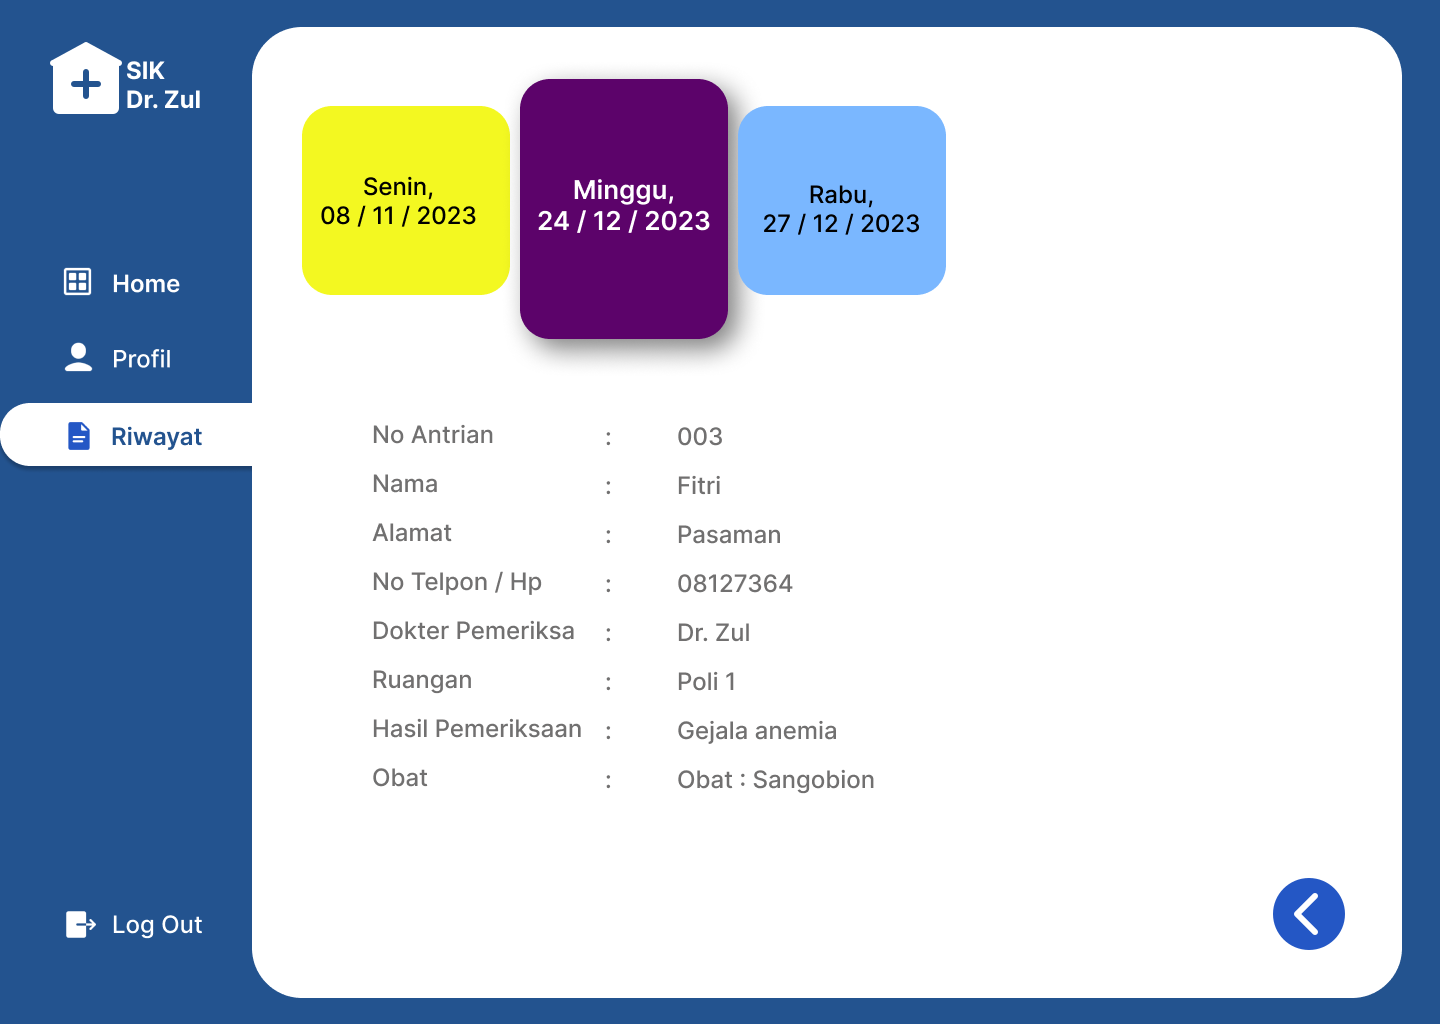 SIK
Dr. Zul
Home
Profil
Riwayat
Log Out
Senin,
08 / 11 / 2023
Minggu,
24 / 12 / 2023
Rabu,
27 / 12 / 2023
No Antrian : 003
Nama : Fitri
Alamat : Pasaman
No Telpon / Hp : 08127364
Dokter Pemeriksa : Dr. Zul
Ruangan : Poli 1
Hasil Pemeriksaan : Gejala anemia
Obat : Obat : Sangobion